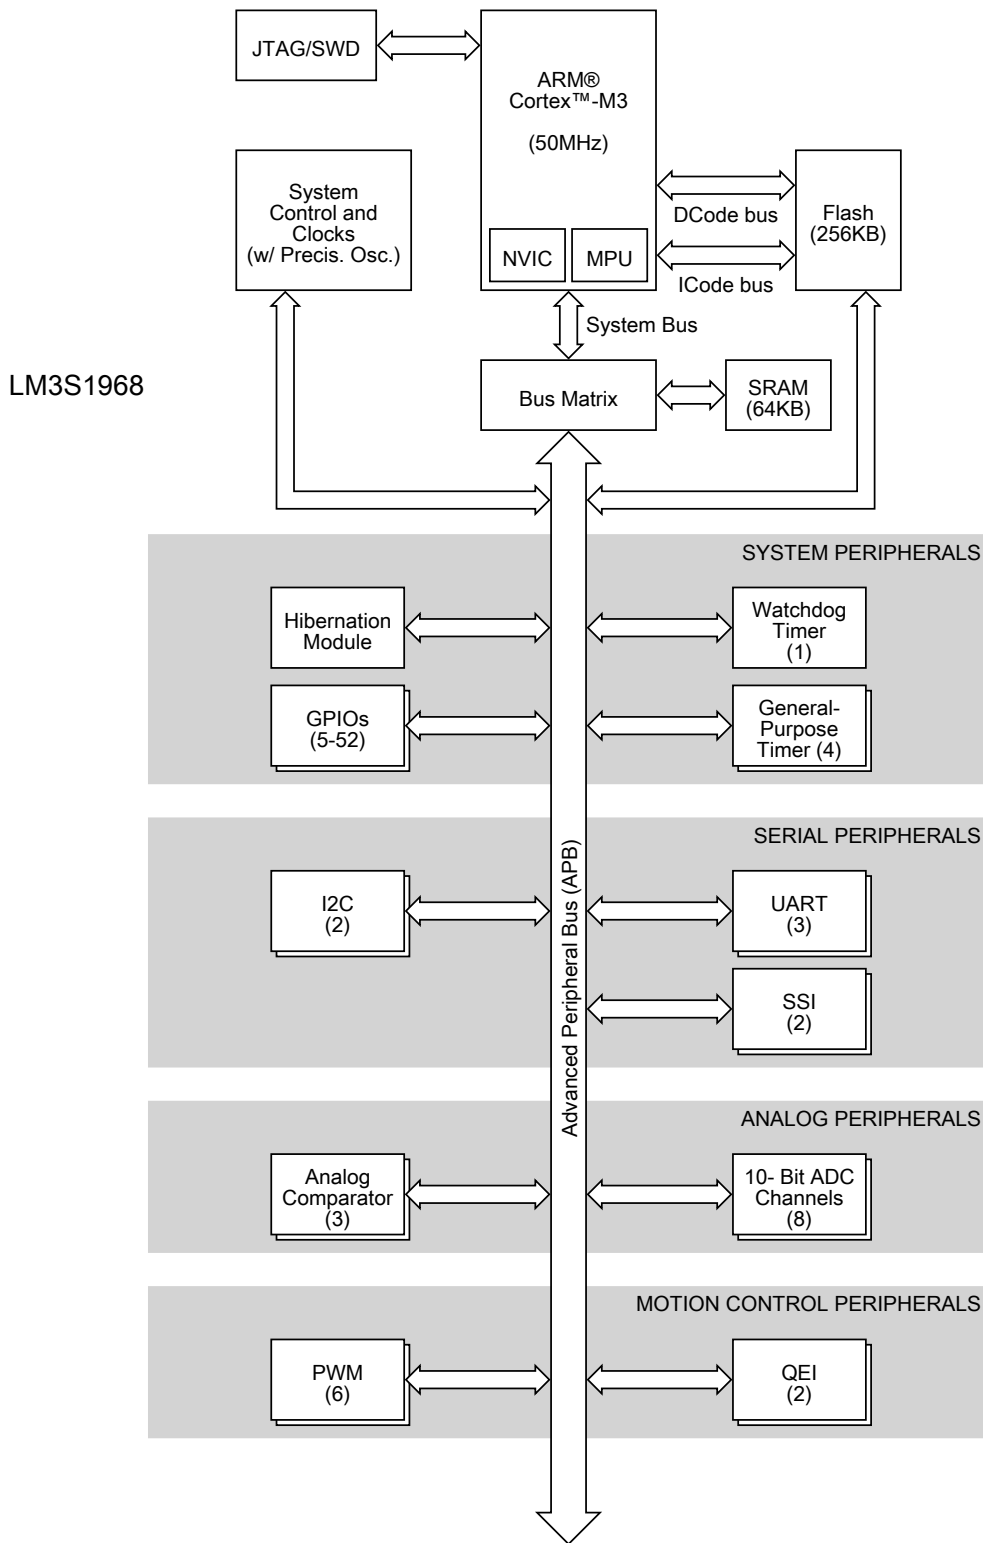 JTAG/SWD
ARM®
Cortex™-M3
(50MHz)
System
Control and
Clocks
(w/ Precis. Osc.)
DCode bus
Flash
(256KB)
NVIC
MPU
ICode bus
System Bus
LM3S1968
Bus Matrix
SRAM
(64KB)
SYSTEM PERIPHERALS
Hibernation
Module
Watchdog
Timer
(1)
GPIOs
(5-52)
General-
Purpose
Timer (4)
Advanced Peripheral Bus (APB)
SERIAL PERIPHERALS
I2C
(2)
UART
(3)
SSI
(2)
ANALOG PERIPHERALS
Analog
Comparator
(3)
10- Bit ADC
Channels
(8)
MOTION CONTROL PERIPHERALS
PWM
(6)
QEI
(2)